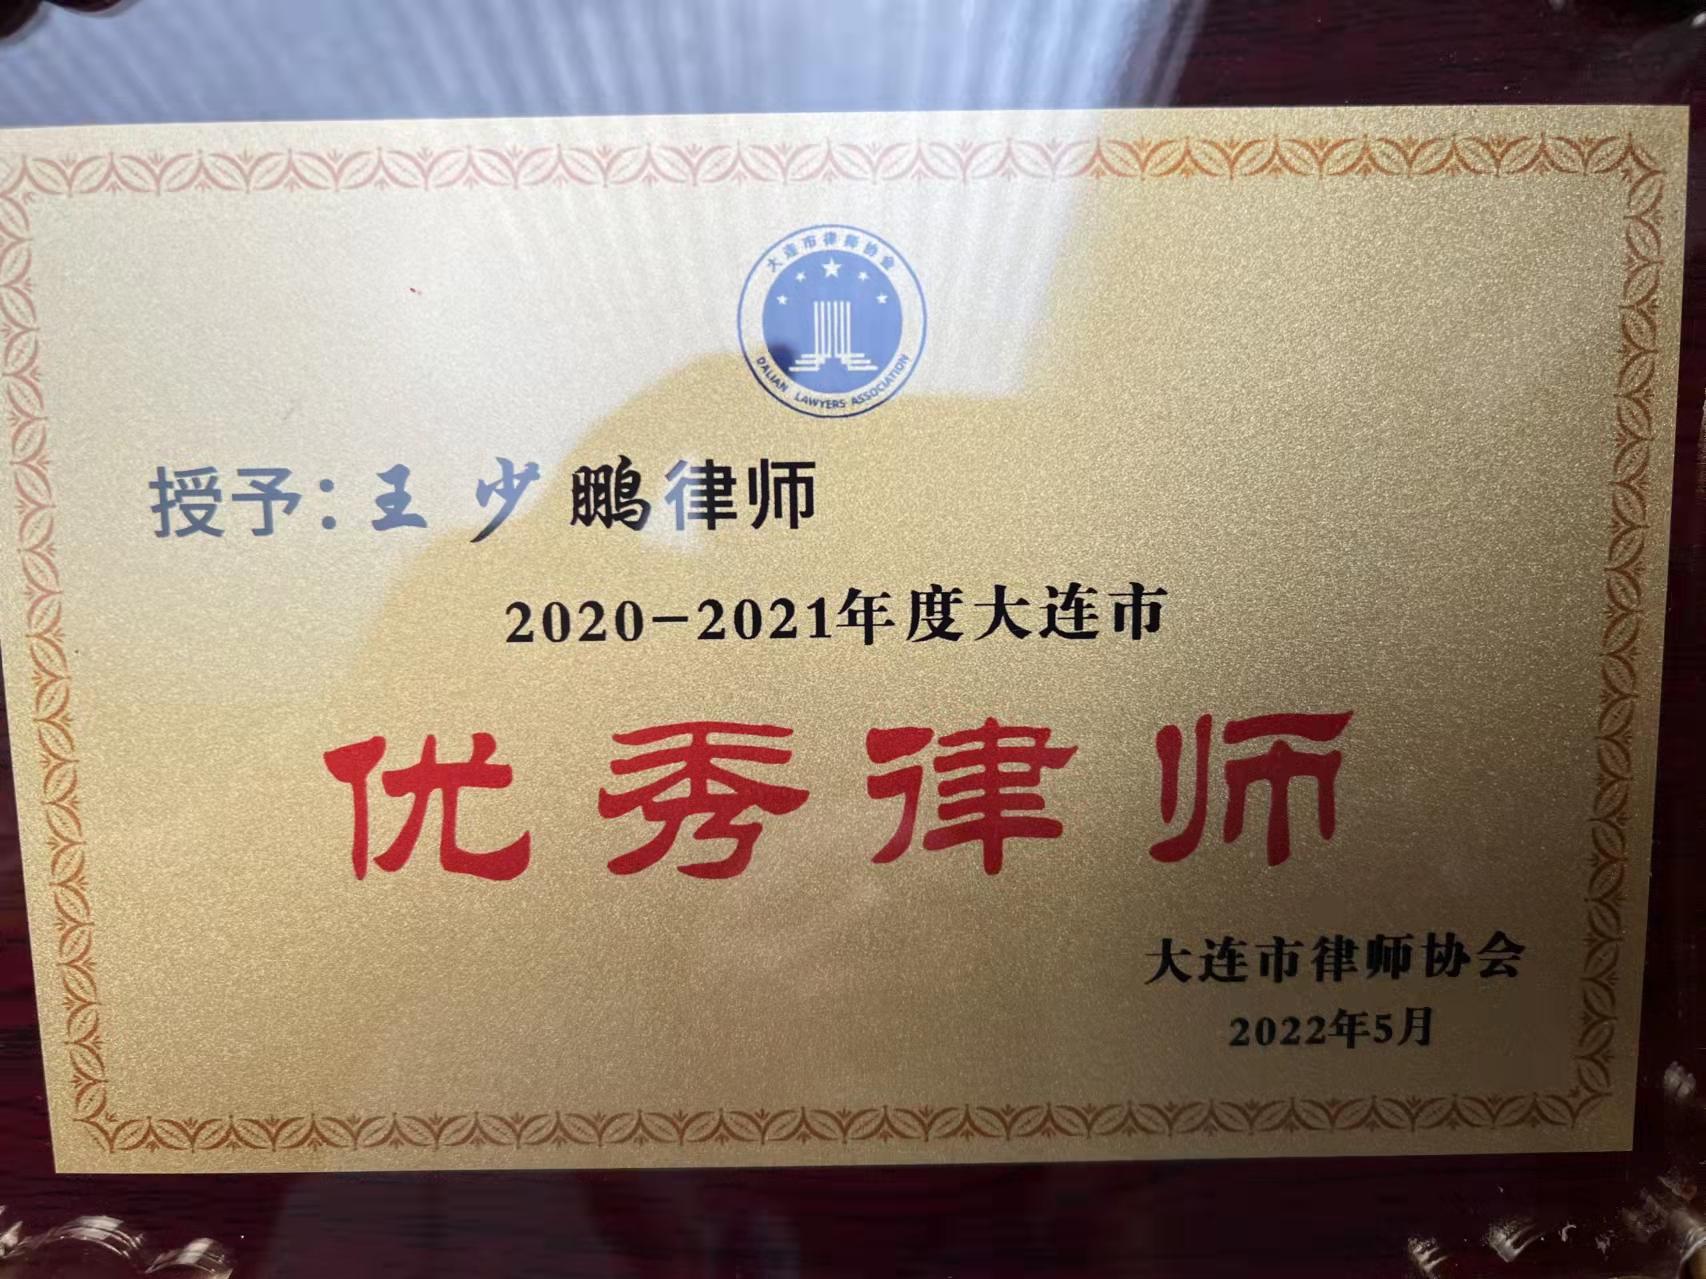 大连市律师协会
DALIAN LAWYERS ASSOCIATION
授予：王少鹏律师
2020-2021年度大连市
优秀律师
大连市律师协会
2022年5月